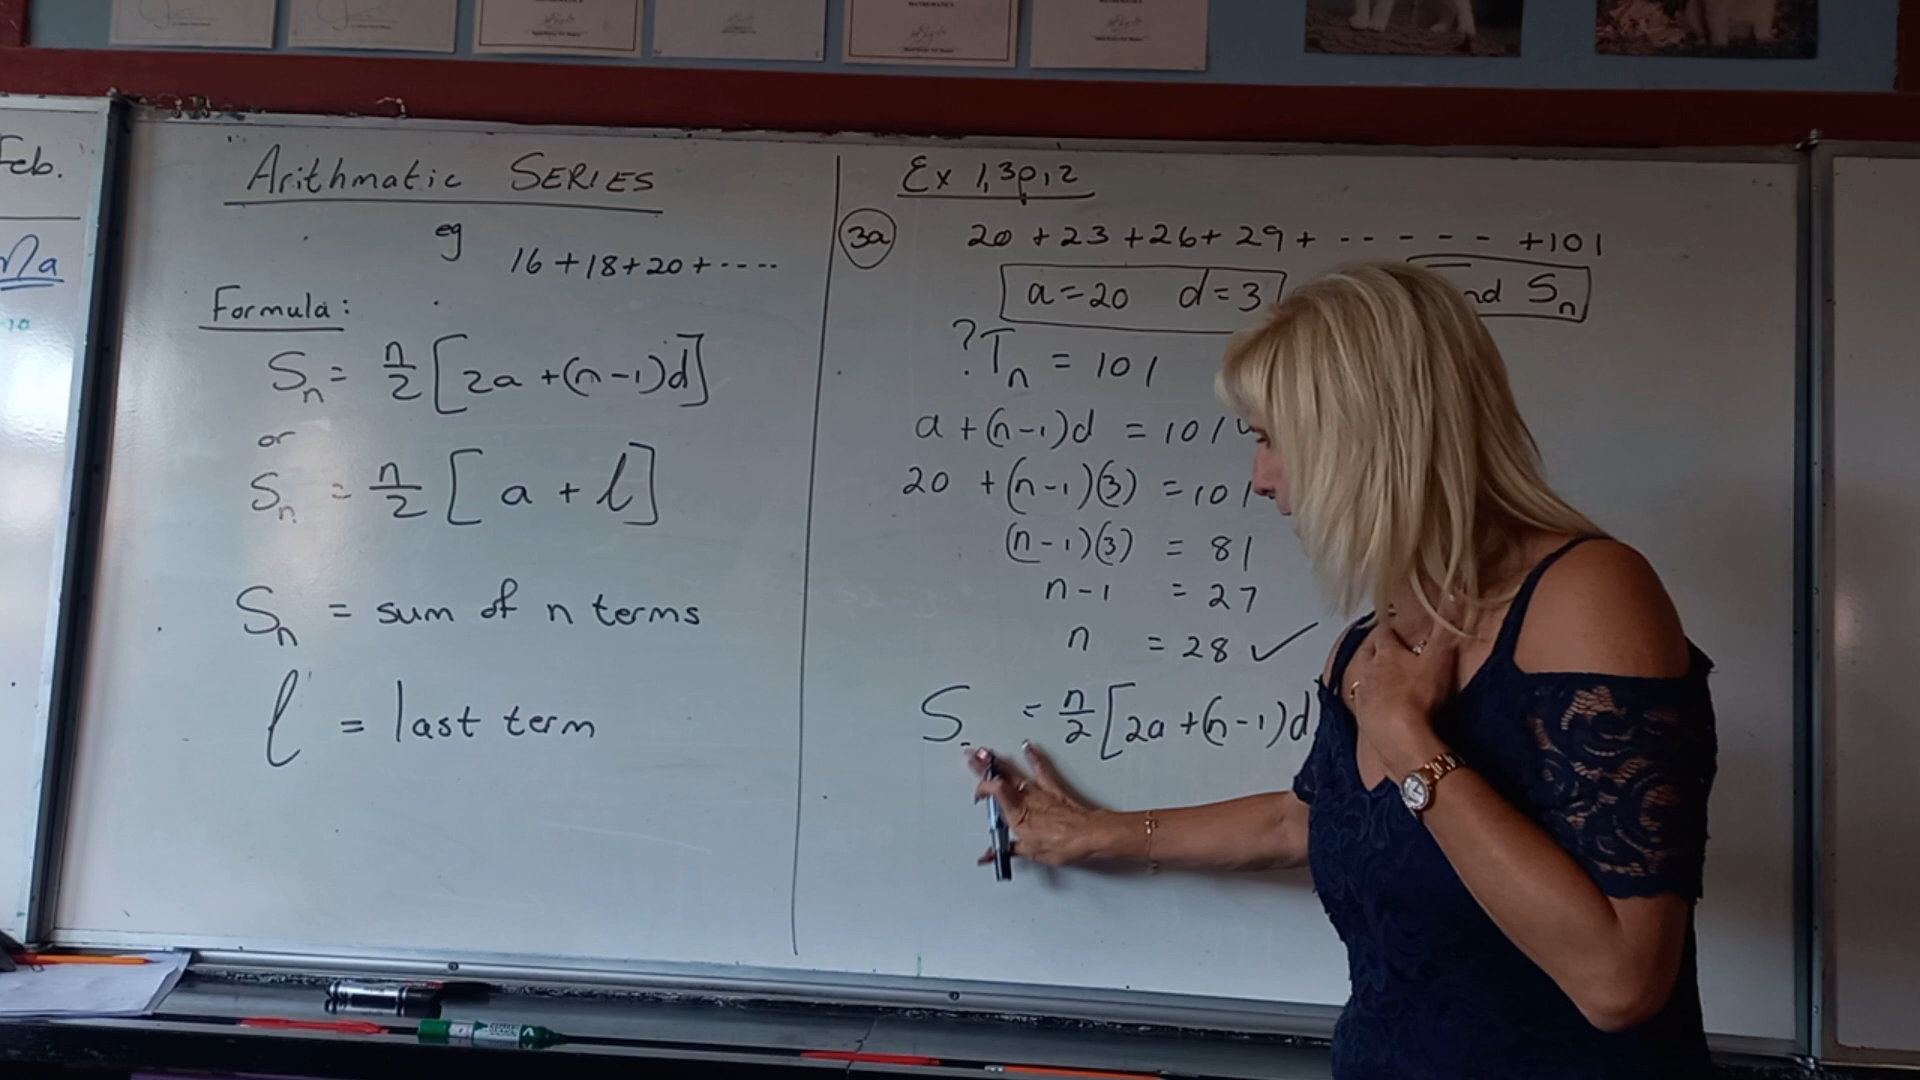 Feb.
Arithmatic SERIES
eg 16 + 18 + 20 + ----
Formula:
Sn = n/2 [2a + (n-1)d]
or
Sn = n/2 [a + l]
Sn = sum of n terms
l = last term
Ex 1,3 p.12
3a 20 + 23 + 26 + 29 + ------ + 101
a = 20 d = 3 Sn
? Tn = 101
a + (n-1)d = 101
20 + (n-1)(3) = 101
(n-1)(3) = 81
n-1 = 27
n = 28 ✓
S = n/2 [2a + (n-1)d
MATHEMATICS